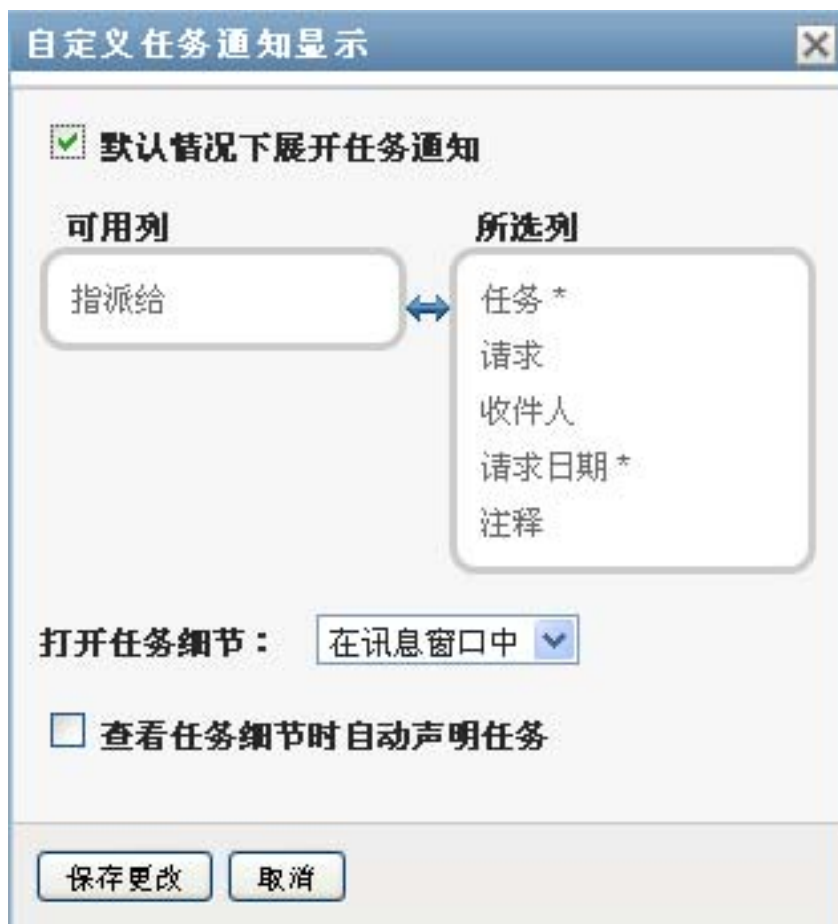 自定义任务通知显示
默认情况下展开任务通知
可用列
所选列
指派给
任务 *
请求
收件人
请求日期 *
注释
打开任务细节： 在讯息窗口中
查看任务细节时自动声明任务
保存更改 取消